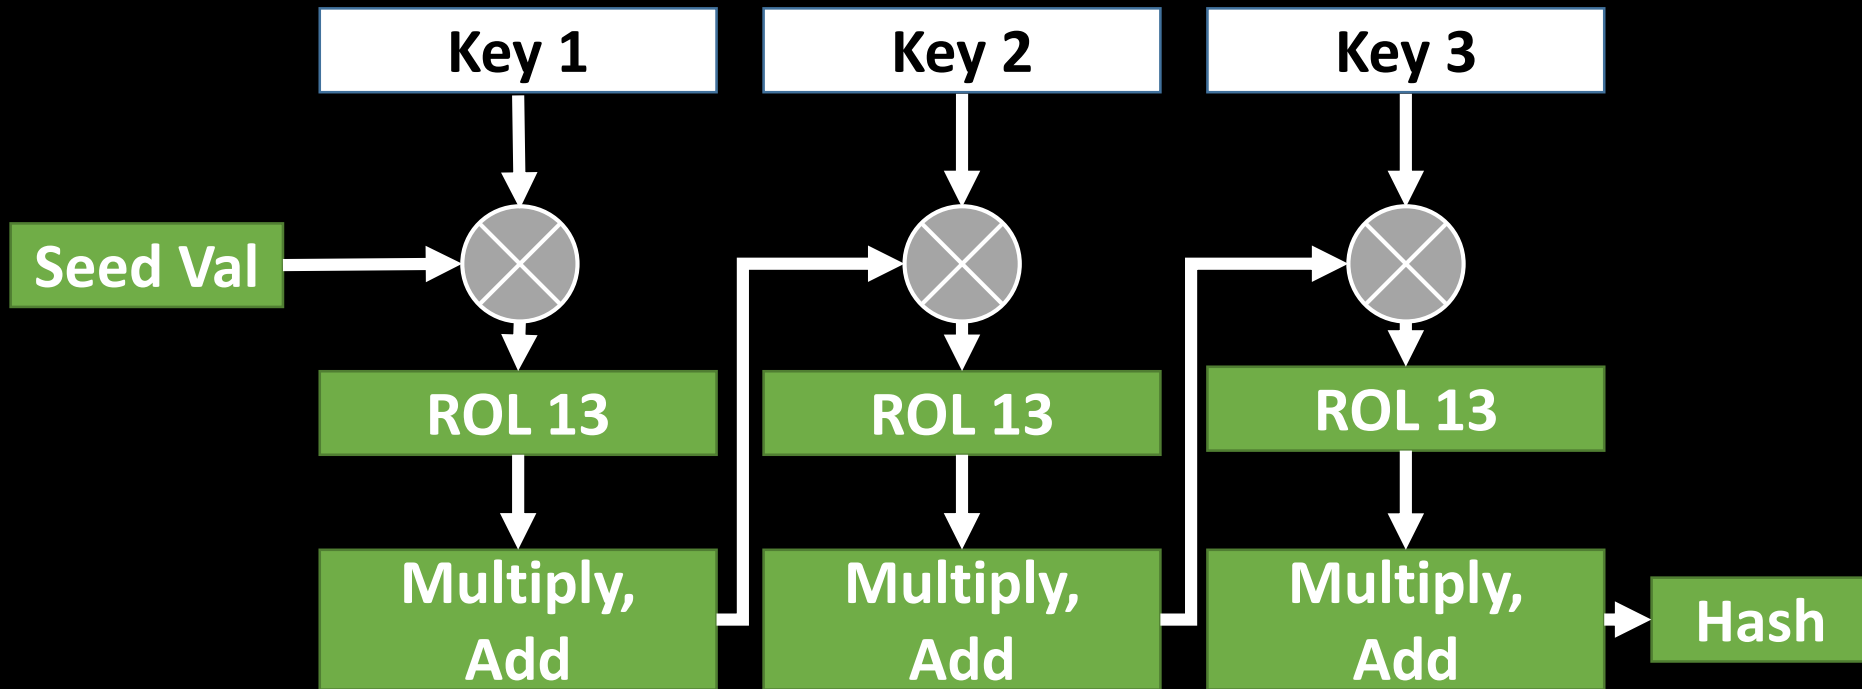 Key 1
Key 2
Key 3
Seed Val
ROL 13
ROL 13
ROL 13
Multiply,
Add
Multiply,
Add
Multiply,
Add
Hash